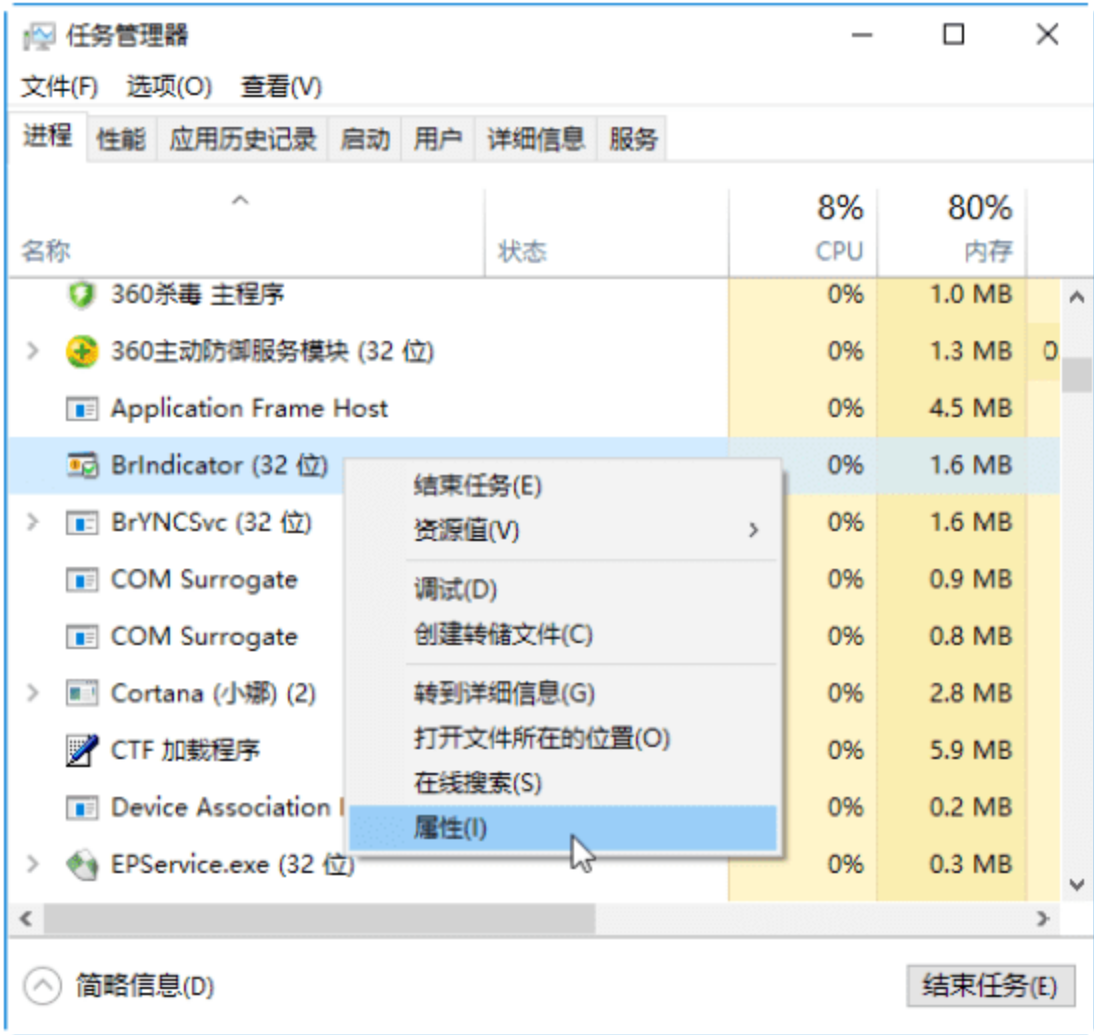 任务管理器
文件(F) 选项(O) 查看(V)
进程 性能 应用历史记录 启动 用户 详细信息 服务
8% 80%
名称 状态 CPU 内存
360杀毒 主程序 0% 1.0 MB
360主动防御服务模块 (32 位) 0% 1.3 MB 0.
Application Frame Host 0% 4.5 MB
BrIndicator (32 位) 0% 1.6 MB
BrYNCSvc (32 位) 0% 1.6 MB
COM Surrogate 0% 0.9 MB
COM Surrogate 0% 0.8 MB
Cortana (小娜) (2) 0% 2.8 MB
CTF 加载程序 0% 5.9 MB
Device Association 0% 0.2 MB
EPService.exe (32 位) 0% 0.3 MB
结束任务(E)
资源值(V)
调试(D)
创建转储文件(C)
转到详细信息(G)
打开文件所在的位置(O)
在线搜索(S)
属性(I)
简略信息(D) 结束任务(E)